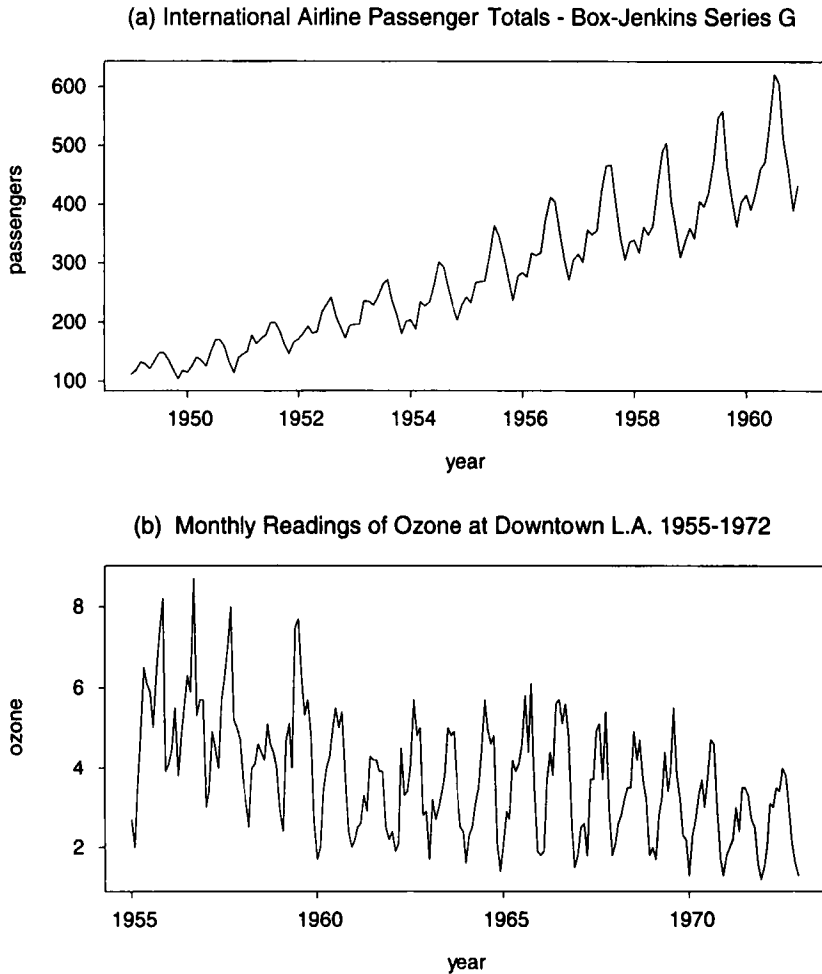 (a) International Airline Passenger Totals - Box-Jenkins Series G
600
500
400
300
200
100
passengers
1950 1952 1954 1956 1958 1960
year
(b) Monthly Readings of Ozone at Downtown L.A. 1955-1972
8
6
4
2
ozone
1955 1960 1965 1970
year